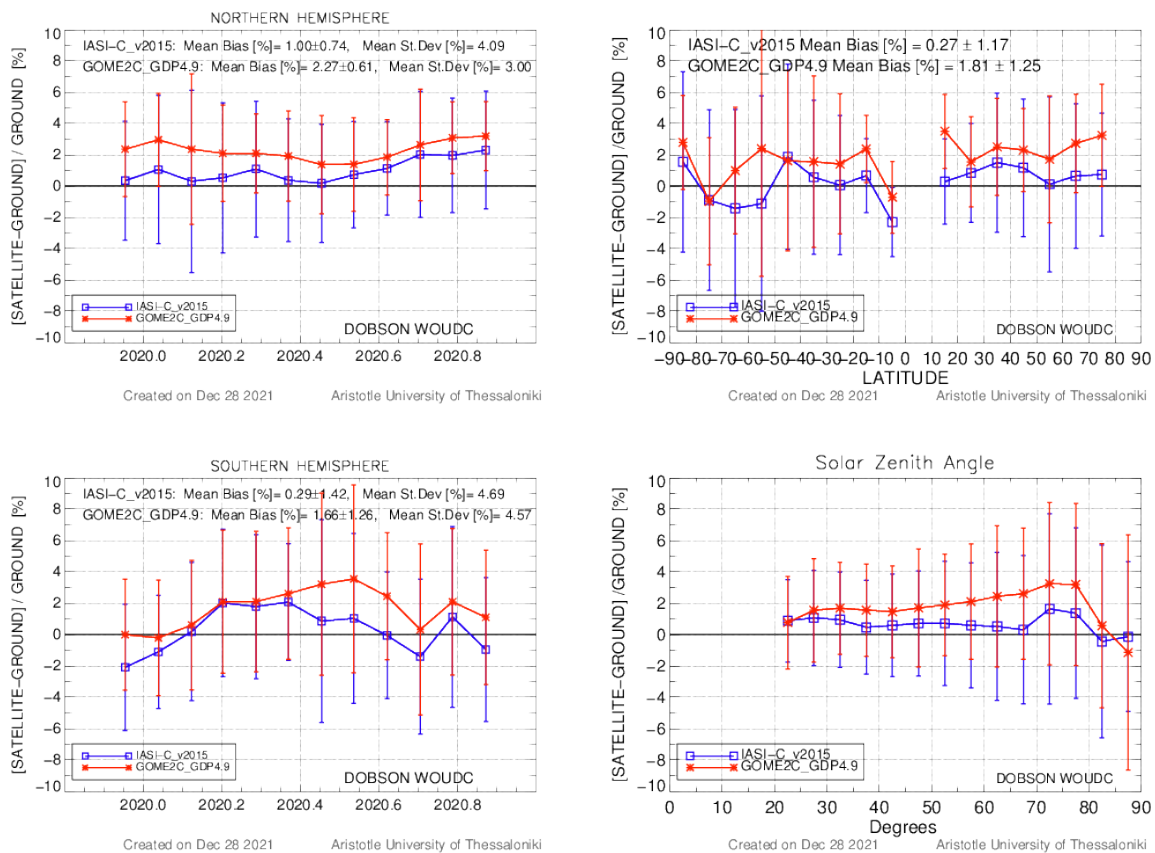 NORTHERN HEMISPHERE
[SATELLITE-GROUND] / GROUND [%]
10
8
6
4
2
0
-2
-4
-6
-8
-10
IASI-C_v2015: Mean Bias [%]= 1.00±0.74, Mean St.Dev [%]= 4.09
GOME2C_GDP4.9: Mean Bias [%]= 2.27±0.61, Mean St.Dev [%]= 3.00
IASI-C_v2015
GOME2C_GDP4.9
DOBSON WOUDC
2020.0 2020.2 2020.4 2020.6 2020.8
Created on Dec 28 2021 Aristotle University of Thessaloniki
[SATELLITE-GROUND] /GROUND [%]
10
8
6
4
2
0
-2
-4
-6
-8
-10
IASI-C_v2015 Mean Bias [%] = 0.27 ± 1.17
GOME2C_GDP4.9 Mean Bias [%] = 1.81 ± 1.25
IASI-C_v2015
GOME2C_GDP4.9
DOBSON WOUDC
-90 -80 -70 -60 -50 -40 -30 -20 -10 0 10 20 30 40 50 60 70 80 90
LATITUDE
Created on Dec 28 2021 Aristotle University of Thessaloniki
SOUTHERN HEMISPHERE
[SATELLITE-GROUND] / GROUND [%]
10
8
6
4
2
0
-2
-4
-6
-8
-10
IASI-C_v2015: Mean Bias [%]= 0.29±1.42, Mean St.Dev [%]= 4.69
GOME2C_GDP4.9: Mean Bias [%]= 1.66±1.26, Mean St.Dev [%]= 4.57
IASI-C_v2015
GOME2C_GDP4.9
DOBSON WOUDC
2020.0 2020.2 2020.4 2020.6 2020.8
Created on Dec 28 2021 Aristotle University of Thessaloniki
Solar Zenith Angle
[SATELLITE-GROUND] /GROUND [%]
10
8
6
4
2
0
-2
-4
-6
-8
-10
IASI-C_v2015
GOME2C_GDP4.9
DOBSON WOUDC
0 10 20 30 40 50 60 70 80 90
Degrees
Created on Dec 28 2021 Aristotle University of Thessaloniki